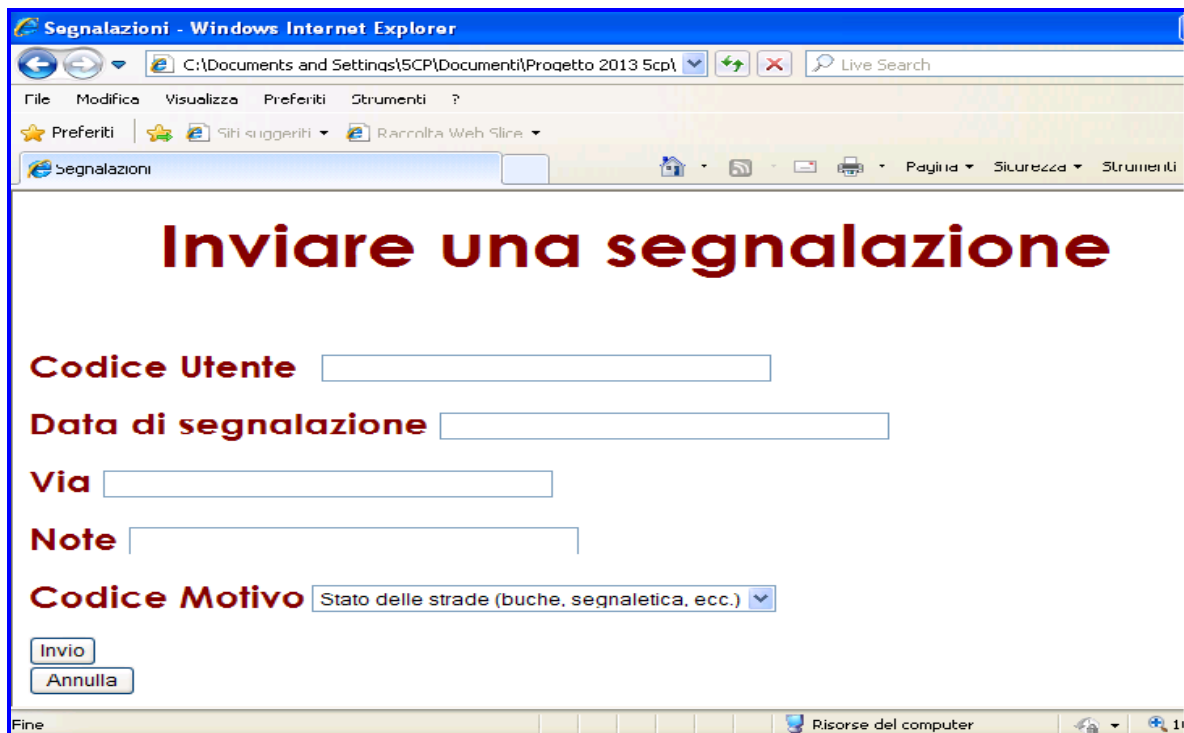 Segnalazioni - Windows Internet Explorer
C:\Documents and Settings\5CP\Documenti\Progetto 2013 5cp\ Live Search
File Modifica Visualizza Preferiti Strumenti ?
Preferiti Siti suggeriti Raccolta Web Slice
Segnalazioni Pagina Sicurezza Strumenti
Inviare una segnalazione
Codice Utente
Data di segnalazione
Via
Note
Codice Motivo Stato delle strade (buche, segnaletica, ecc.)
Invio
Annulla
Fine Risorse del computer